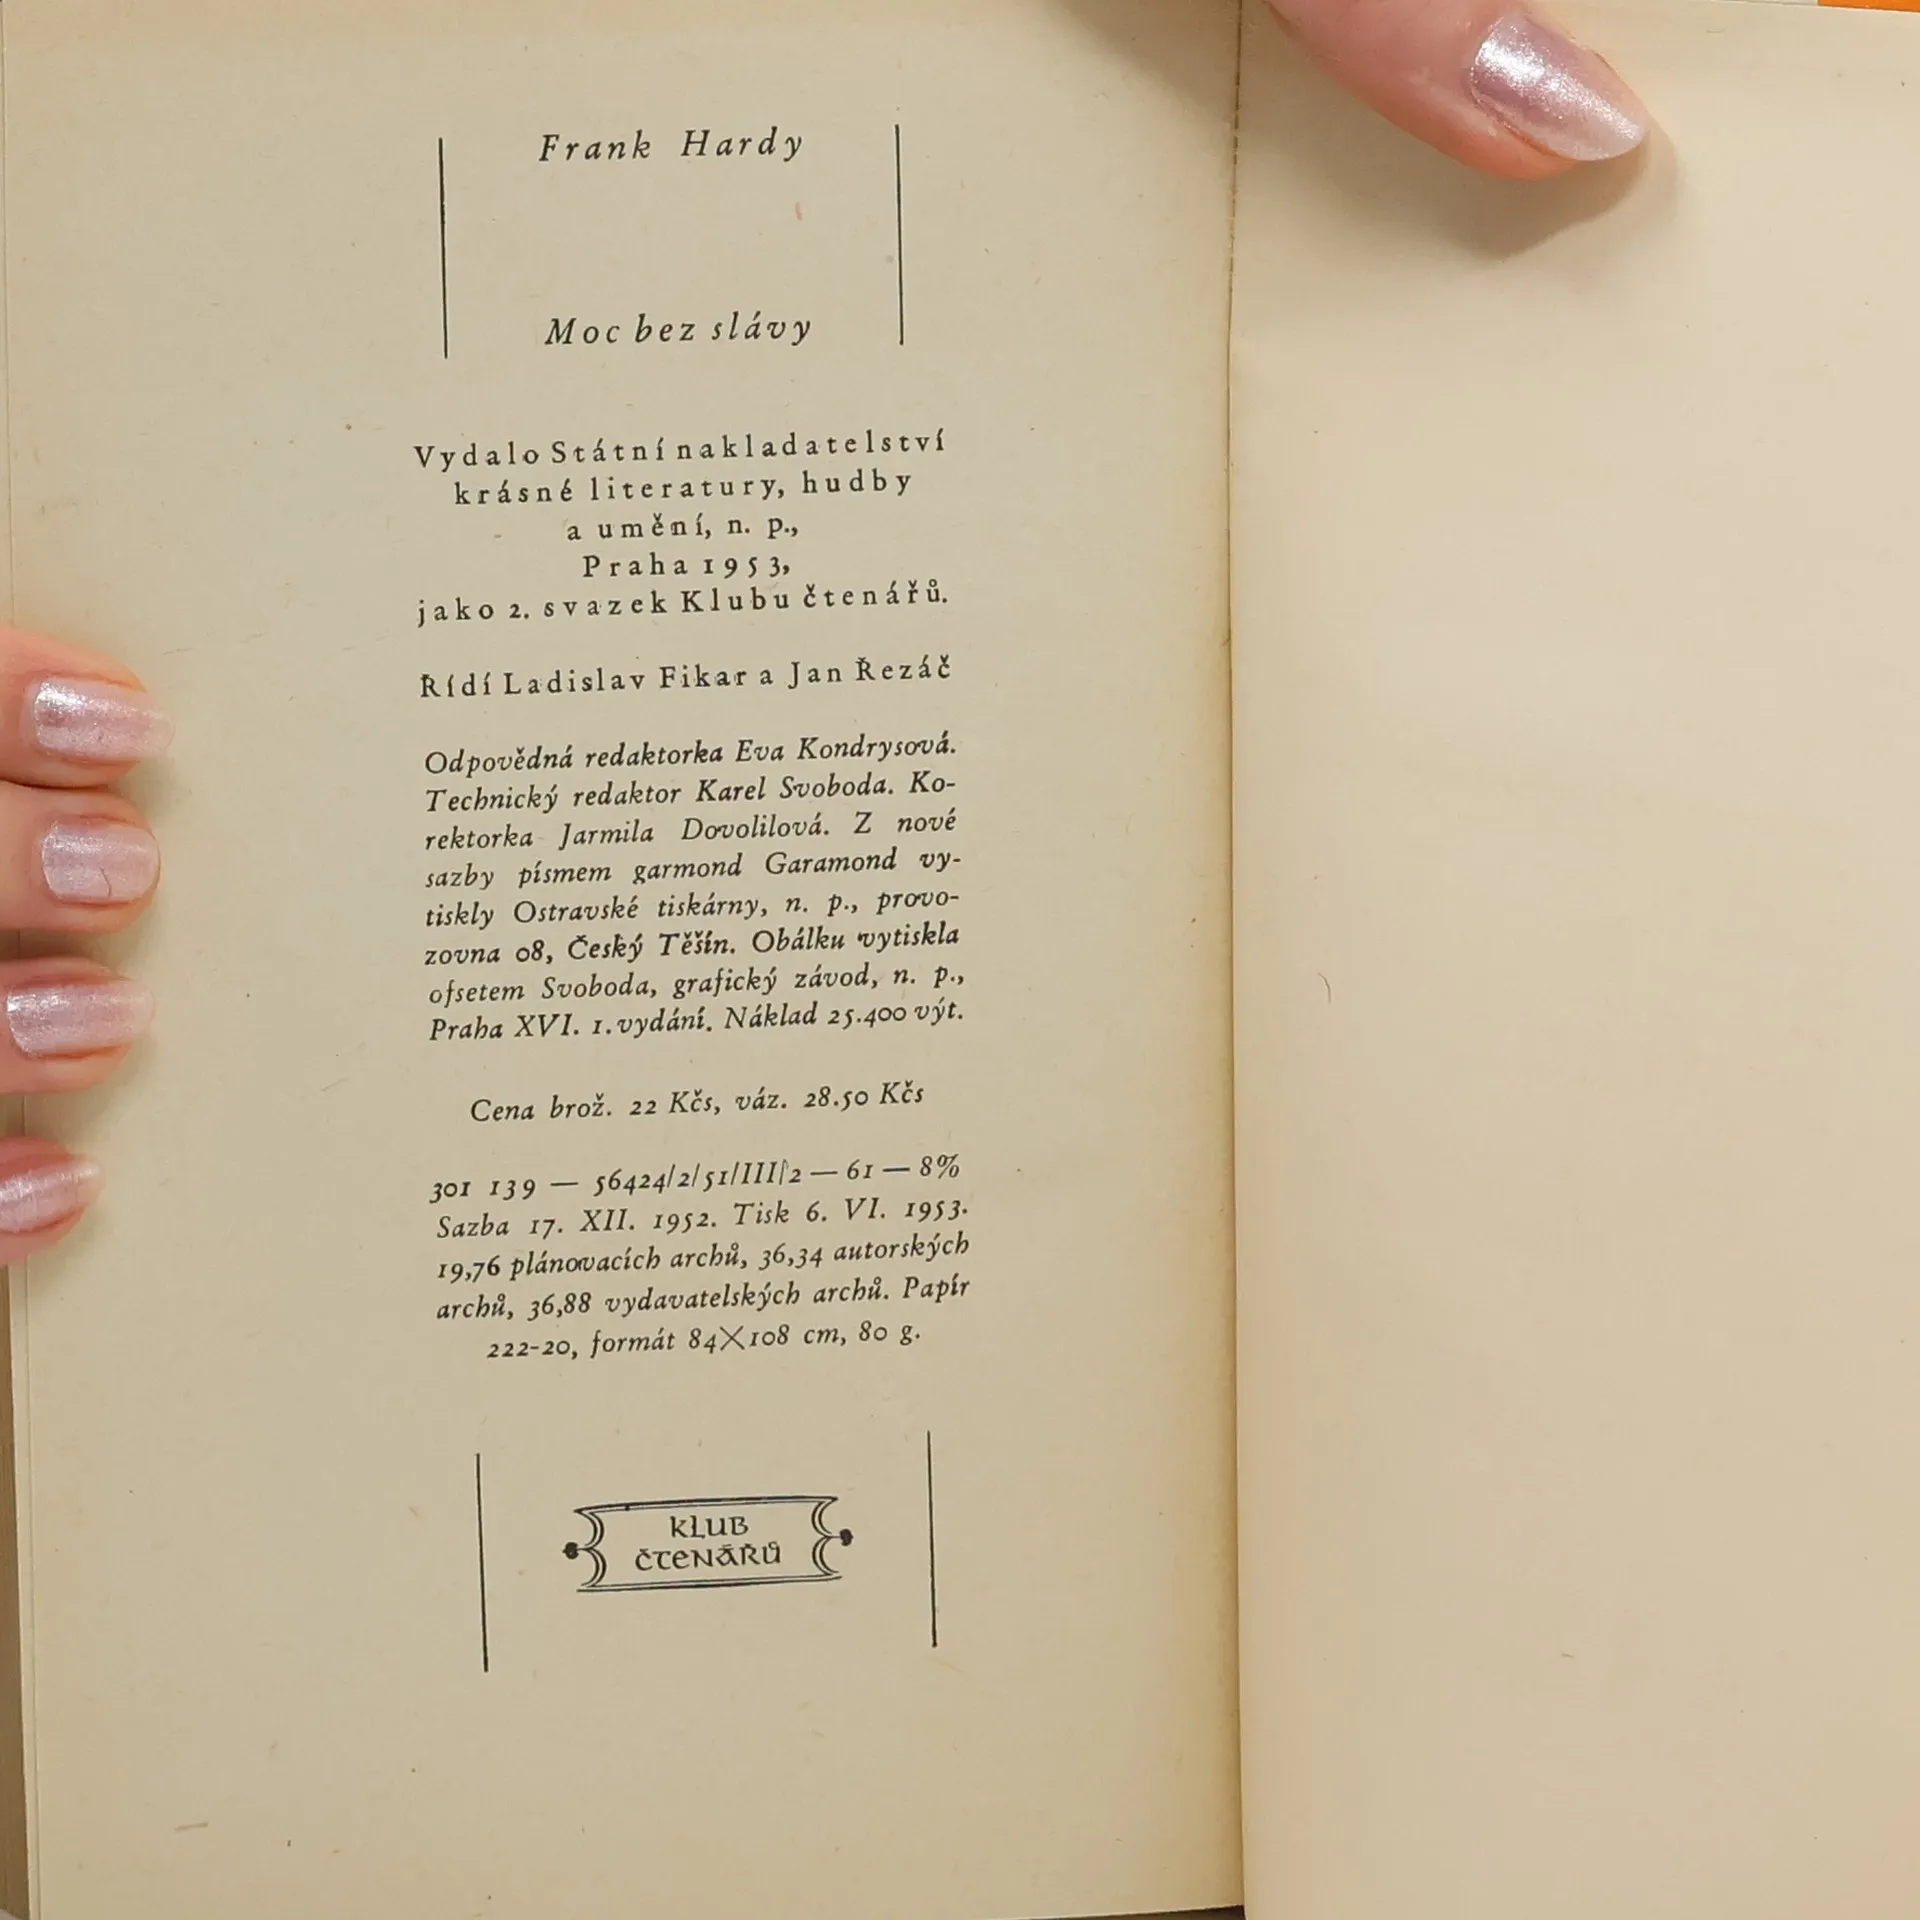 Frank Hardy
Moc bez slávy
Vydalo Státní nakladatelství
krásné literatury, hudby
a umění, n. p.,
Praha 1953,
jako 2. svazek Klubu čtenářů.
Řídí Ladislav Fikar a Jan Řezáč
Odpovědná redaktorka Eva Kondrysová.
Technický redaktor Karel Svoboda. Ko-
rektorka Jarmila Dovolilová. Z nové
sazby písmem garmond Garamond vy-
tiskly Ostravské tiskárny, n. p., provo-
zovna 08, Český Těšín. Obálku vytiskla
ofsetem Svoboda, grafický závod, n. p.,
Praha XVI. 1. vydání. Náklad 25.400 výt.
Cena brož. 22 Kčs, váz. 28.50 Kčs
301 139 — 56424/2/51/III/2 — 61 — 8%
Sazba 17. XII. 1952. Tisk 6. VI. 1953.
19,76 plánovacích archů, 36,34 autorských
archů, 36,88 vydavatelských archů. Papír
222-20, formát 84×108 cm, 80 g.
KLUB
ČTENÁŘŮ